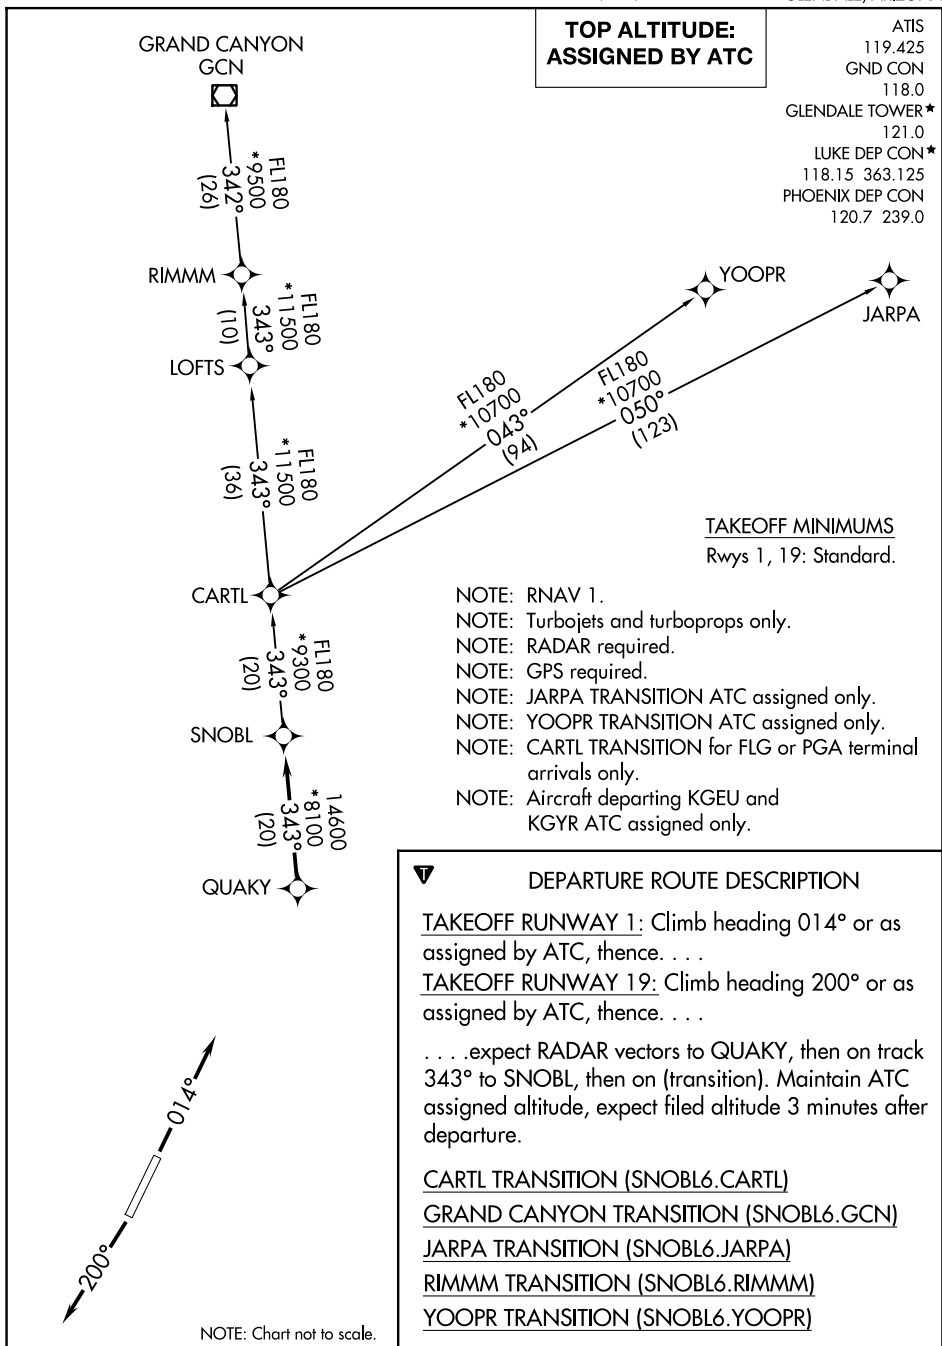 TOP ALTITUDE:
ASSIGNED BY ATC
ATIS
119.425
GND CON
118.0
GLENDALE TOWER★
121.0
LUKE DEP CON★
118.15 363.125
PHOENIX DEP CON
120.7 239.0
GRAND CANYON
GCN
FL180
*9500
342°
(26)
RIMMM
FL180
*11500
343°
(10)
LOFTS
FL180
*11500
343°
(36)
YOOPR
JARPA
FL180
*10700
043°
(94)
FL180
*10700
050°
(123)
CARTL
FL180
*9300
343°
(20)
SNOBL
14600
*8100
343°
(20)
QUAKY
TAKEOFF MINIMUMS
Rwys 1, 19: Standard.
NOTE: RNAV 1.
NOTE: Turbojets and turboprops only.
NOTE: RADAR required.
NOTE: GPS required.
NOTE: JARPA TRANSITION ATC assigned only.
NOTE: YOOPR TRANSITION ATC assigned only.
NOTE: CARTL TRANSITION for FLG or PGA terminal
arrivals only.
NOTE: Aircraft departing KGEU and
KGYR ATC assigned only.
T
DEPARTURE ROUTE DESCRIPTION
TAKEOFF RUNWAY 1: Climb heading 014° or as
assigned by ATC, thence. . . .
TAKEOFF RUNWAY 19: Climb heading 200° or as
assigned by ATC, thence. . . .
. . . .expect RADAR vectors to QUAKY, then on track
343° to SNOBL, then on (transition). Maintain ATC
assigned altitude, expect filed altitude 3 minutes after
departure.
CARTL TRANSITION (SNOBL6.CARTL)
GRAND CANYON TRANSITION (SNOBL6.GCN)
JARPA TRANSITION (SNOBL6.JARPA)
RIMMM TRANSITION (SNOBL6.RIMMM)
YOOPR TRANSITION (SNOBL6.YOOPR)
014°
200°
NOTE: Chart not to scale.